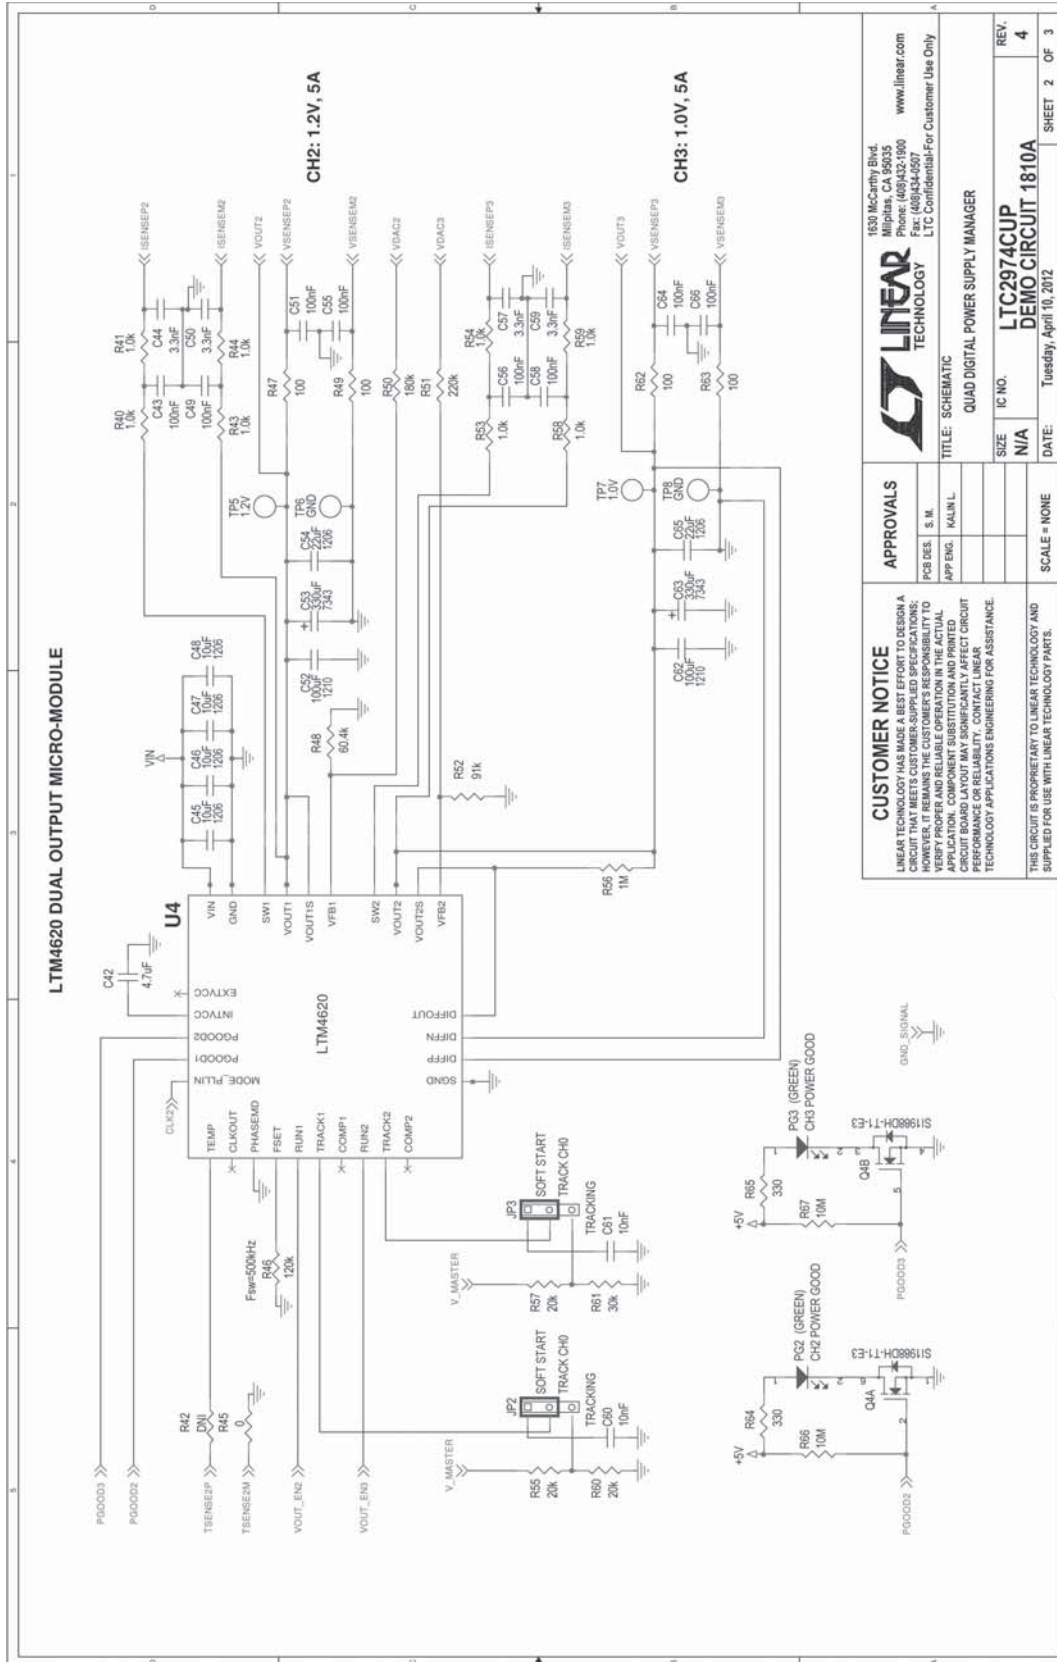 LTM4620 DUAL OUTPUT MICRO-MODULE
PGOOD3
PGOOD2
TSENSE2P
TSENSE2M
VOUT_EN2
VOUT_EN3
R42
DNI
R45
0
CLK2
Fsw=500kHz
R46
120k
C42
4.7uF
U4
LTM4620
MODE_PLLIN
PGOOD1
PGOOD2
INTVCC
EXTVCC
TEMP
CLKOUT
PHASEMD
FSET
RUN1
TRACK1
COMP1
RUN2
TRACK2
COMP2
SGND
DIFFP
DIFFN
DIFFOUT
VIN
GND
SW1
VOUT1
VOUT1S
VFB1
SW2
VOUT2
VOUT2S
VFB2
VIN
C45
10uF
1206
C46
10uF
1206
C47
10uF
1206
C48
10uF
1206
R48
60.4k
R52
91k
R56
1M
C52
100uF
1210
C53
330uF
7343
C54
22uF
1206
TP5
1.2V
TP6
GND
R40
1.0k
R41
1.0k
C43
100nF
C44
3.3nF
C49
100nF
C50
3.3nF
R43
1.0k
R44
1.0k
R47
100
R49
100
C51
100nF
C55
100nF
R50
180k
R51
220k
ISENSEP2
ISENSEM2
VOUT2
VSENSEP2
VSENSEM2
VDAC2
VDAC3
CH2: 1.2V, 5A
R53
1.0k
R54
1.0k
C56
100nF
C57
3.3nF
C58
100nF
C59
3.3nF
R58
1.0k
R59
1.0k
ISENSEP3
ISENSEM3
VOUT3
VSENSEP3
VSENSEM3
CH3: 1.0V, 5A
C62
100uF
1210
C63
330uF
7343
C65
22uF
1206
TP7
1.0V
TP8
GND
R62
100
R63
100
C64
100nF
C66
100nF
V_MASTER
R55
20k
R60
20k
JP2
SOFT START
TRACK CH0
TRACKING
C60
10nF
V_MASTER
R57
20k
R61
30k
JP3
SOFT START
TRACK CH0
TRACKING
C61
10nF
+5V
R64
330
R66
10M
PG2 (GREEN)
CH2 POWER GOOD
Q4A
SI1988DH-T1-E3
PGOOD2
+5V
R65
330
R67
10M
PG3 (GREEN)
CH3 POWER GOOD
Q4B
SI1988DH-T1-E3
PGOOD3
GND_SIGNAL
CUSTOMER NOTICE
LINEAR TECHNOLOGY HAS MADE A BEST EFFORT TO DESIGN A
CIRCUIT THAT MEETS CUSTOMER-SUPPLIED SPECIFICATIONS;
HOWEVER, IT REMAINS THE CUSTOMER'S RESPONSIBILITY TO
VERIFY PROPER AND RELIABLE OPERATION IN THE ACTUAL
APPLICATION. COMPONENT SUBSTITUTION AND PRINTED
CIRCUIT BOARD LAYOUT MAY SIGNIFICANTLY AFFECT CIRCUIT
PERFORMANCE OR RELIABILITY. CONTACT LINEAR
TECHNOLOGY APPLICATIONS ENGINEERING FOR ASSISTANCE.
THIS CIRCUIT IS PROPRIETARY TO LINEAR TECHNOLOGY AND
SUPPLIED FOR USE WITH LINEAR TECHNOLOGY PARTS.
APPROVALS
PCB DES. S. M.
APP ENG. KALIN L.
SCALE = NONE
LINEAR
TECHNOLOGY
1630 McCarthy Blvd.
Milpitas, CA 95035
Phone: (408)432-1900 www.linear.com
Fax: (408)434-0507
LTC Confidential-For Customer Use Only
TITLE: SCHEMATIC
QUAD DIGITAL POWER SUPPLY MANAGER
SIZE
N/A
IC NO.
LTC2974CUP
DEMO CIRCUIT 1810A
REV.
4
DATE: Tuesday, April 10, 2012
SHEET 2 OF 3